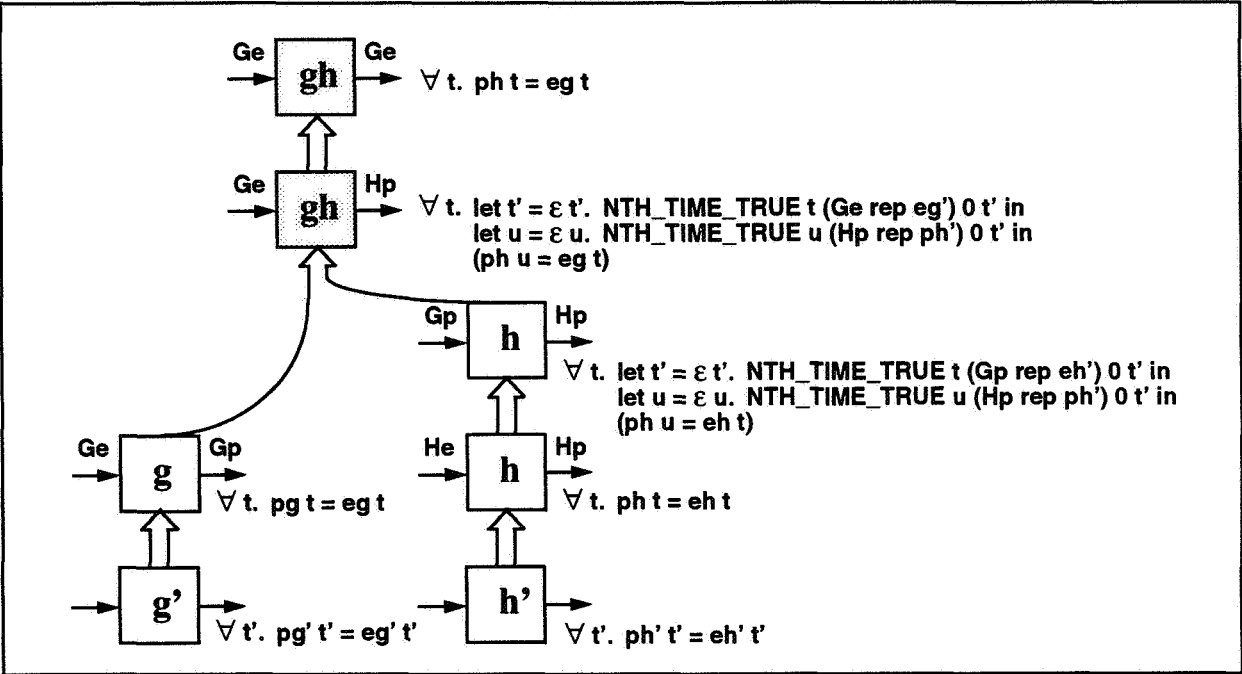 Ge Ge
gh
∀ t. ph t = eg t
Ge Hp
gh
∀ t. let t' = ε t'. NTH_TIME_TRUE t (Ge rep eg') 0 t' in
let u = ε u. NTH_TIME_TRUE u (Hp rep ph') 0 t' in
(ph u = eg t)
Gp Hp
h
∀ t. let t' = ε t'. NTH_TIME_TRUE t (Gp rep eh') 0 t' in
let u = ε u. NTH_TIME_TRUE u (Hp rep ph') 0 t' in
(ph u = eh t)
Ge Gp
g
∀ t. pg t = eg t
He Hp
h
∀ t. ph t = eh t
g'
∀ t'. pg' t' = eg' t'
h'
∀ t'. ph' t' = eh' t'